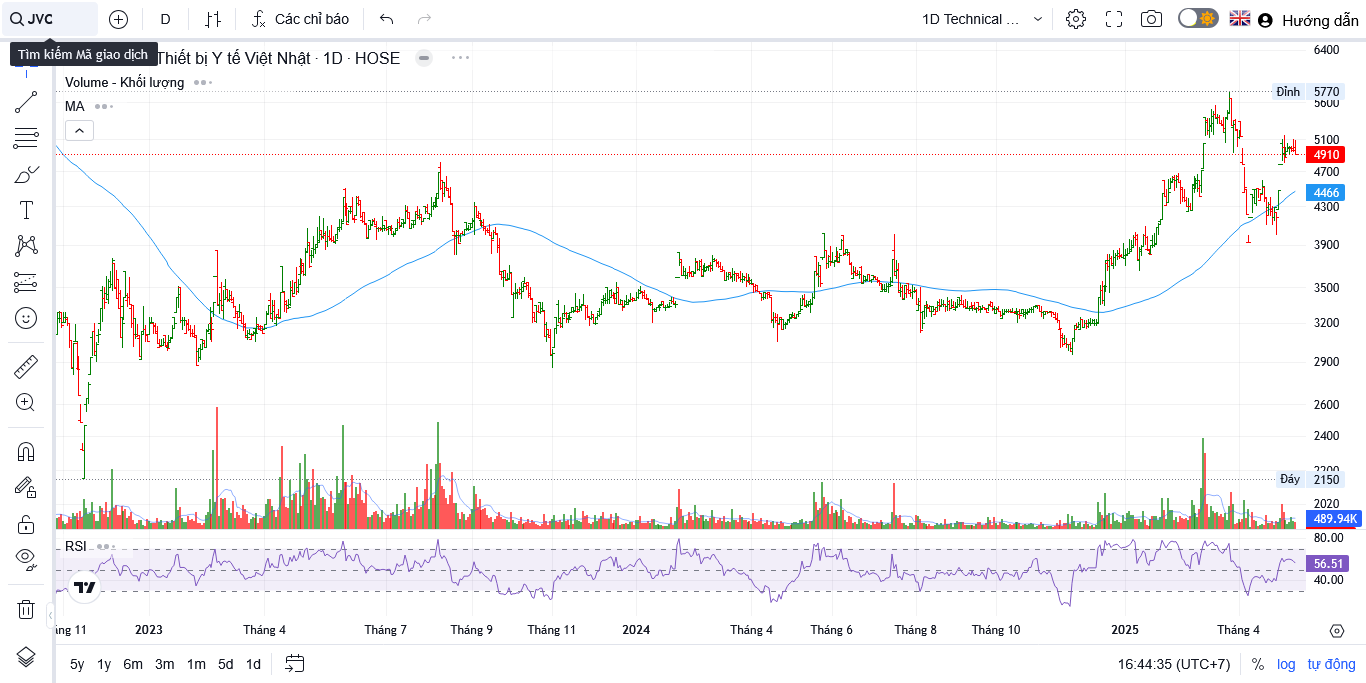 JVC
D
Các chỉ báo
1D Technical ...
Hướng dẫn
Tìm kiếm Mã giao dịch
Thiết bị Y tế Việt Nhật · 1D · HOSE
Volume - Khối lượng
MA
6400
Đỉnh 5770
5600
5100
4910
4700
4466
4300
3900
3500
3200
2900
2600
2400
2200
Đáy 2150
2020
489.94K
RSI
80.00
56.51
40.00
áng 11 2023 Tháng 4 Tháng 7 Tháng 9 Tháng 11 2024 Tháng 4 Tháng 6 Tháng 8 Tháng 10 2025 Tháng 4
5y 1y 6m 3m 1m 5d 1d
16:44:35 (UTC+7) % log tự động